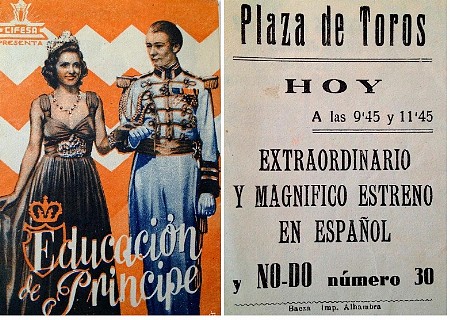 CIFESA
PRESENTA
Educación
de Príncipe
Plaza de Toros
HOY
A las 9'45 y 11'45
EXTRAORDINARIO
Y MAGNIFICO ESTRENO
EN ESPAÑOL
y NO-DO número 30
Baeza Imp. Alhambra